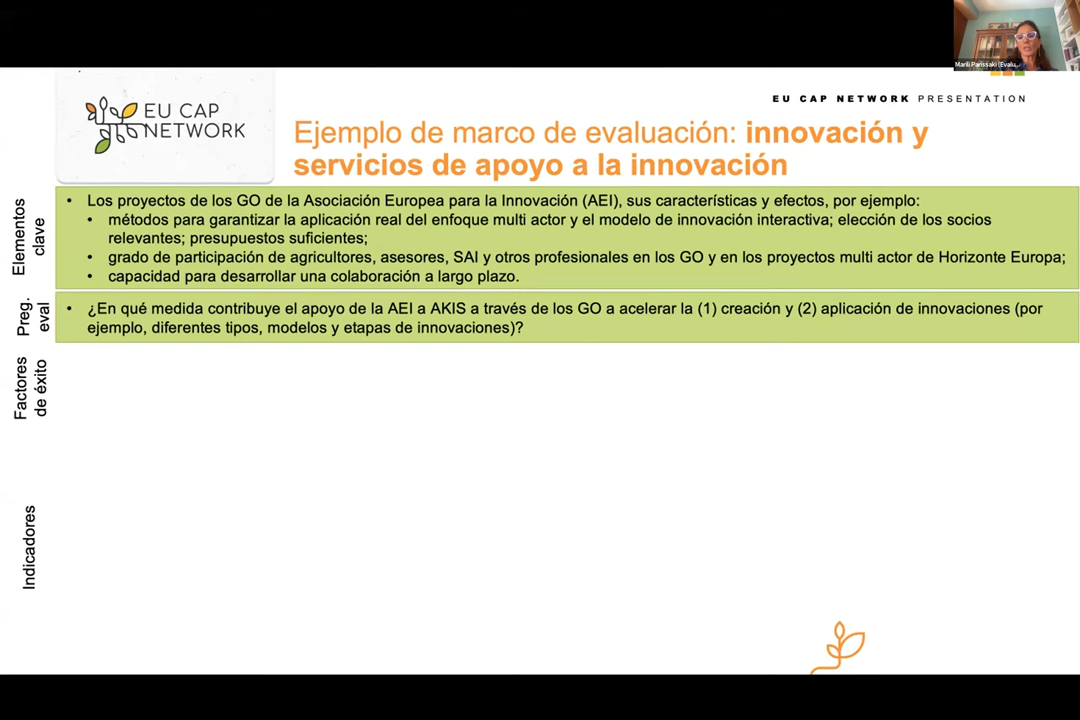 Marili Parissaki (Evalu...
EU CAP NETWORK PRESENTATION
EU CAP
NETWORK
Ejemplo de marco de evaluación: innovación y
servicios de apoyo a la innovación
Elementos
clave
• Los proyectos de los GO de la Asociación Europea para la Innovación (AEI), sus características y efectos, por ejemplo:
• métodos para garantizar la aplicación real del enfoque multi actor y el modelo de innovación interactiva; elección de los socios
relevantes; presupuestos suficientes;
• grado de participación de agricultores, asesores, SAI y otros profesionales en los GO y en los proyectos multi actor de Horizonte Europa;
• capacidad para desarrollar una colaboración a largo plazo.
Preg.
eval
• ¿En qué medida contribuye el apoyo de la AEI a AKIS a través de los GO a acelerar la (1) creación y (2) aplicación de innovaciones (por
ejemplo, diferentes tipos, modelos y etapas de innovaciones)?
Factores
de éxito
Indicadores